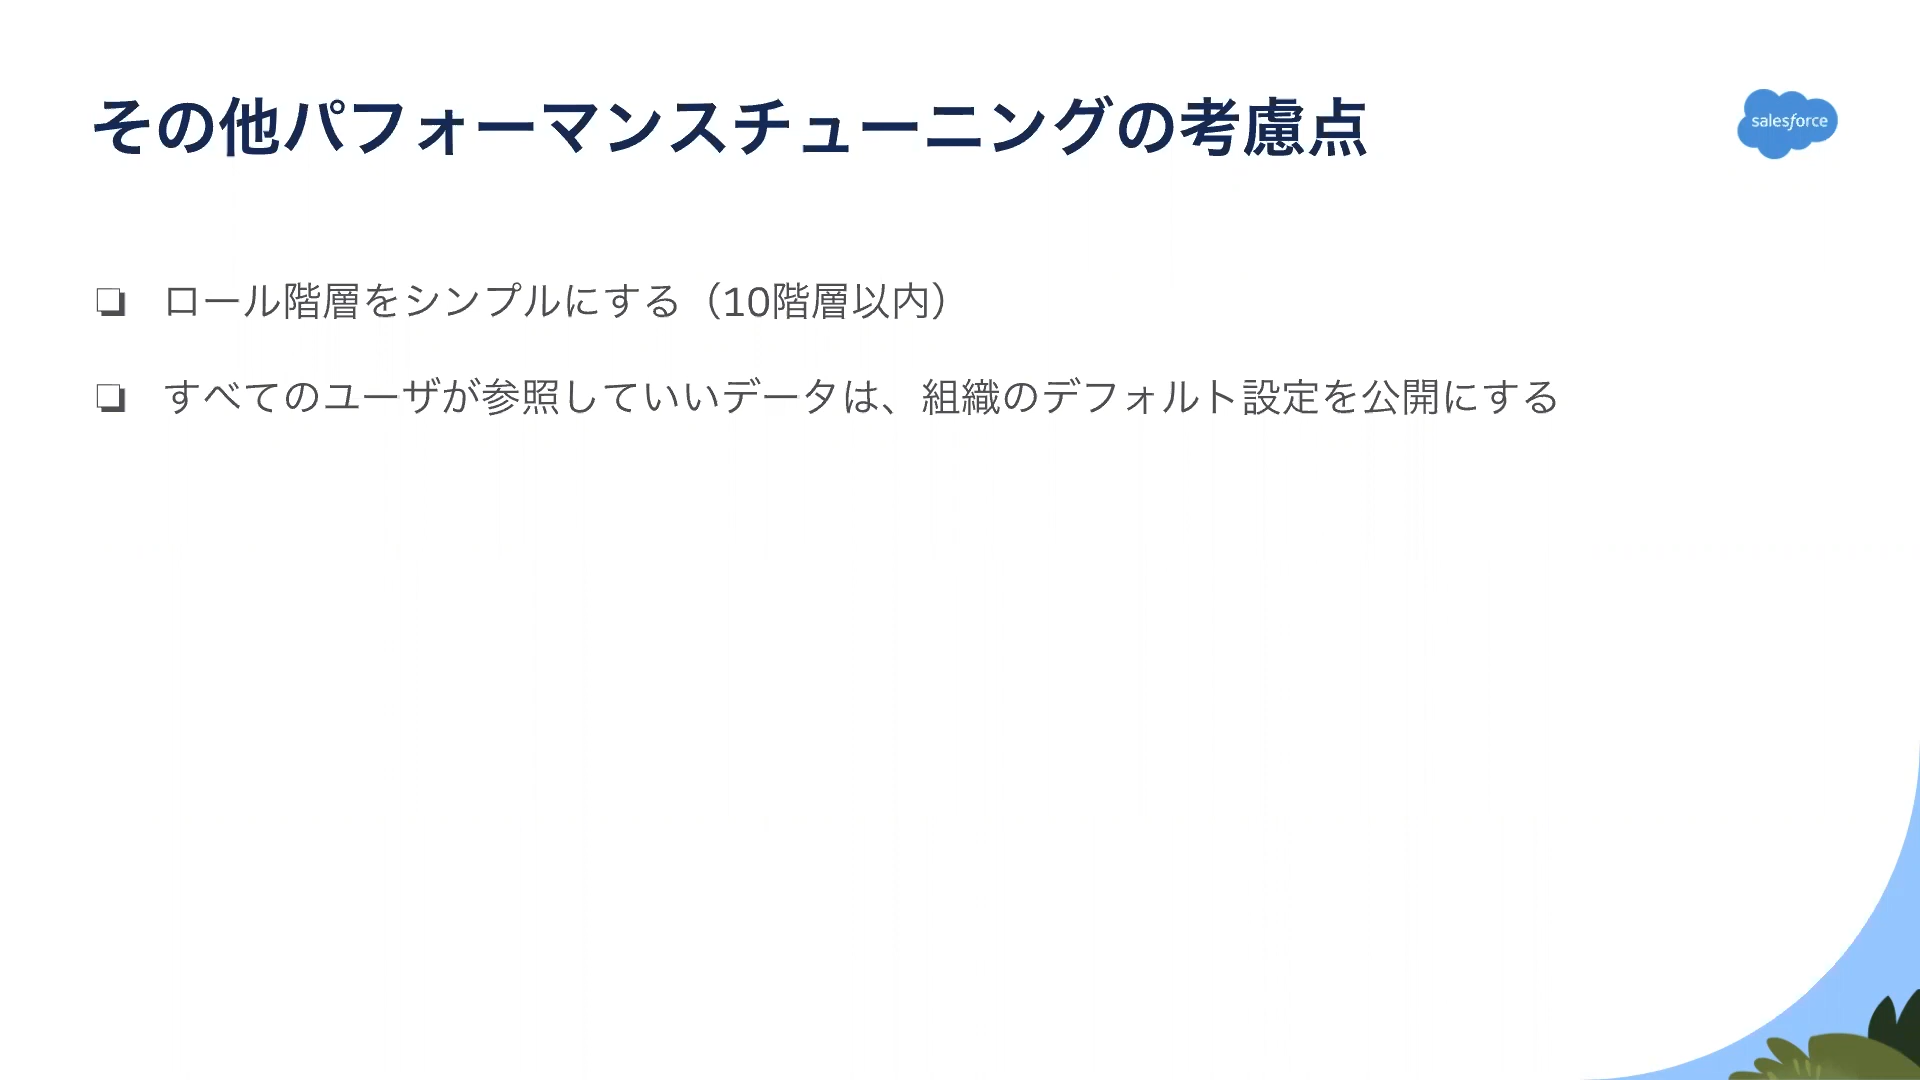 その他パフォーマンスチューニングの考慮点
salesforce
❏ ロール階層をシンプルにする（10階層以内）
❏ すべてのユーザが参照していいデータは、組織のデフォルト設定を公開にする